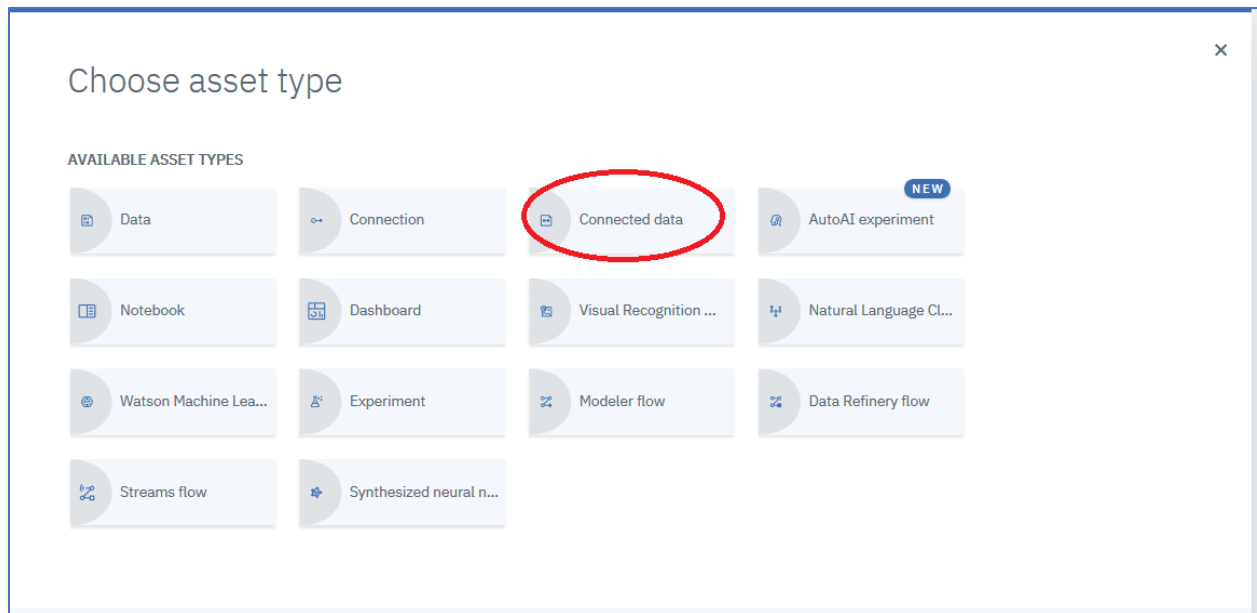 ×
Choose asset type
AVAILABLE ASSET TYPES
NEW
Data
Connection
Connected data
AutoAI experiment
Notebook
Dashboard
Visual Recognition ...
Natural Language Cl...
Watson Machine Lea...
Experiment
Modeler flow
Data Refinery flow
Streams flow
Synthesized neural n...